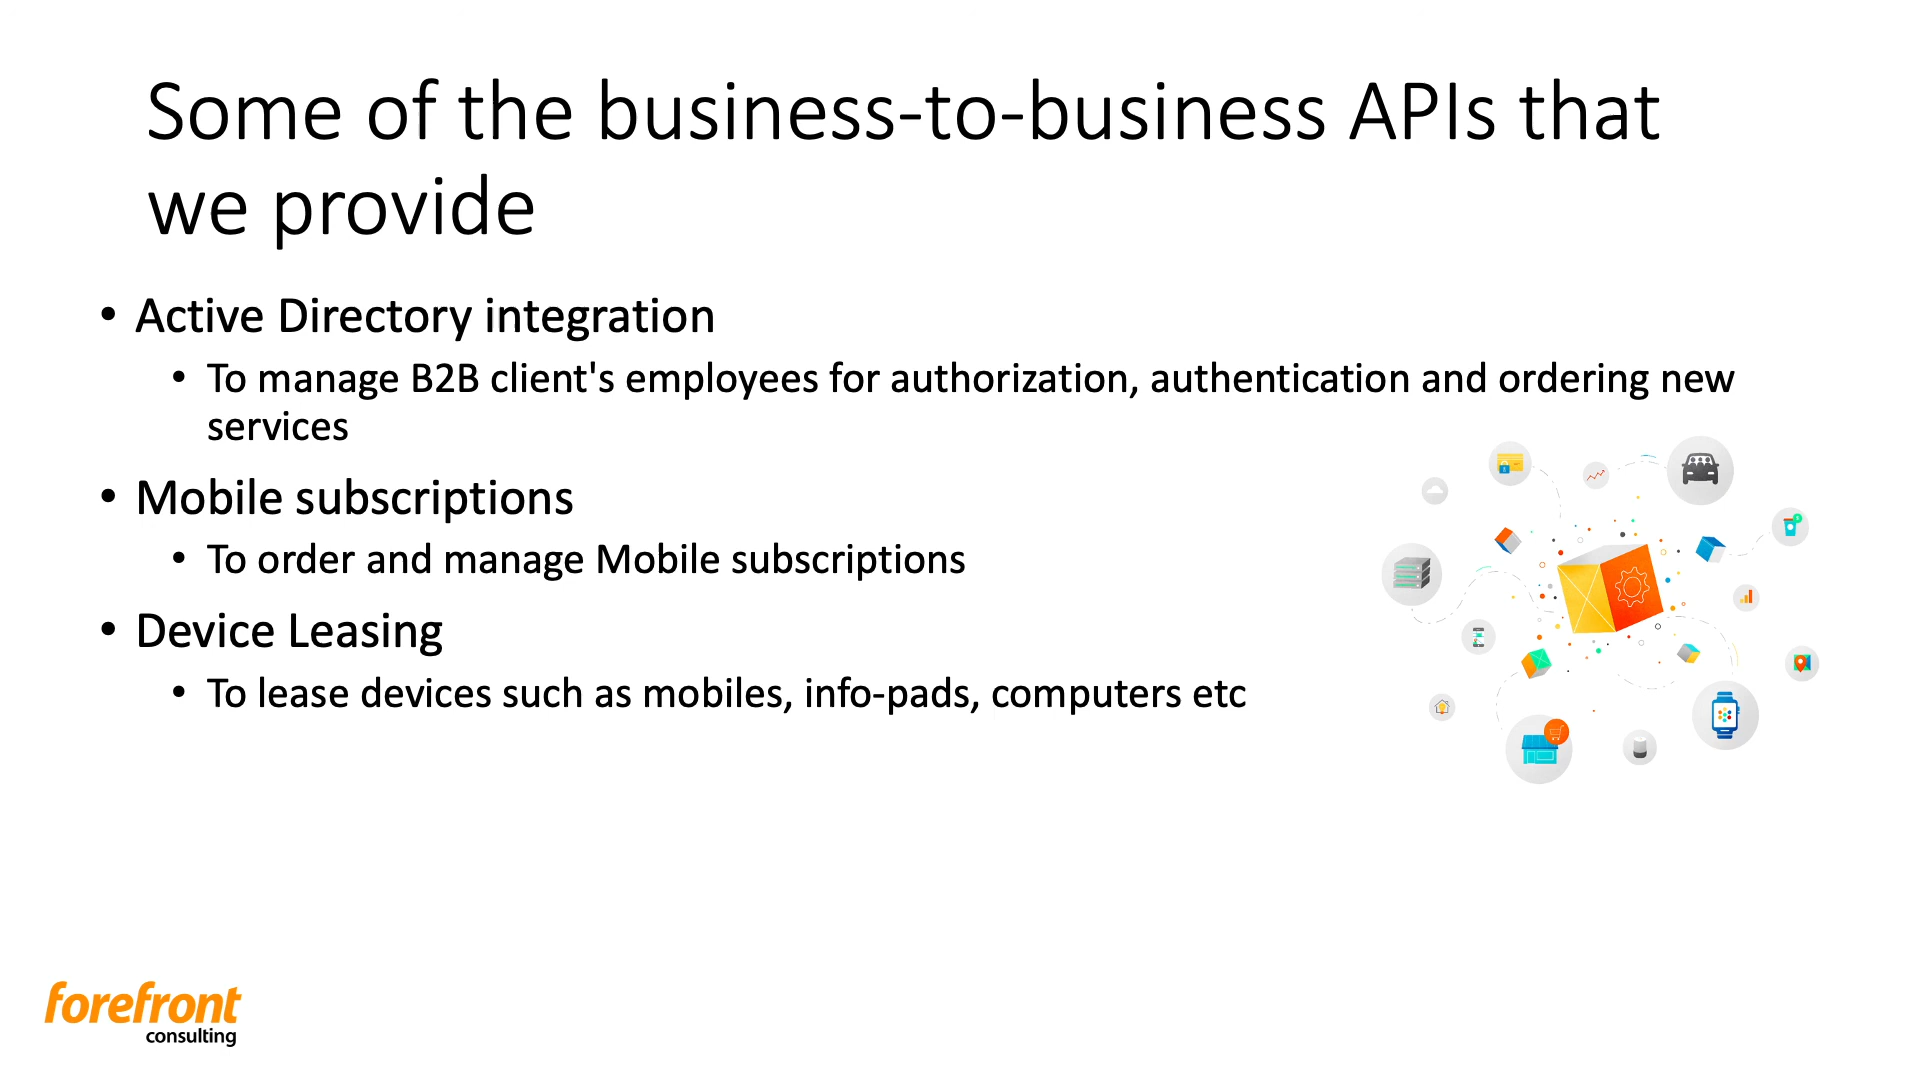 Some of the business-to-business APIs that
we provide
• Active Directory integration
• To manage B2B client's employees for authorization, authentication and ordering new
services
• Mobile subscriptions
• To order and manage Mobile subscriptions
• Device Leasing
• To lease devices such as mobiles, info-pads, computers etc
forefront
consulting